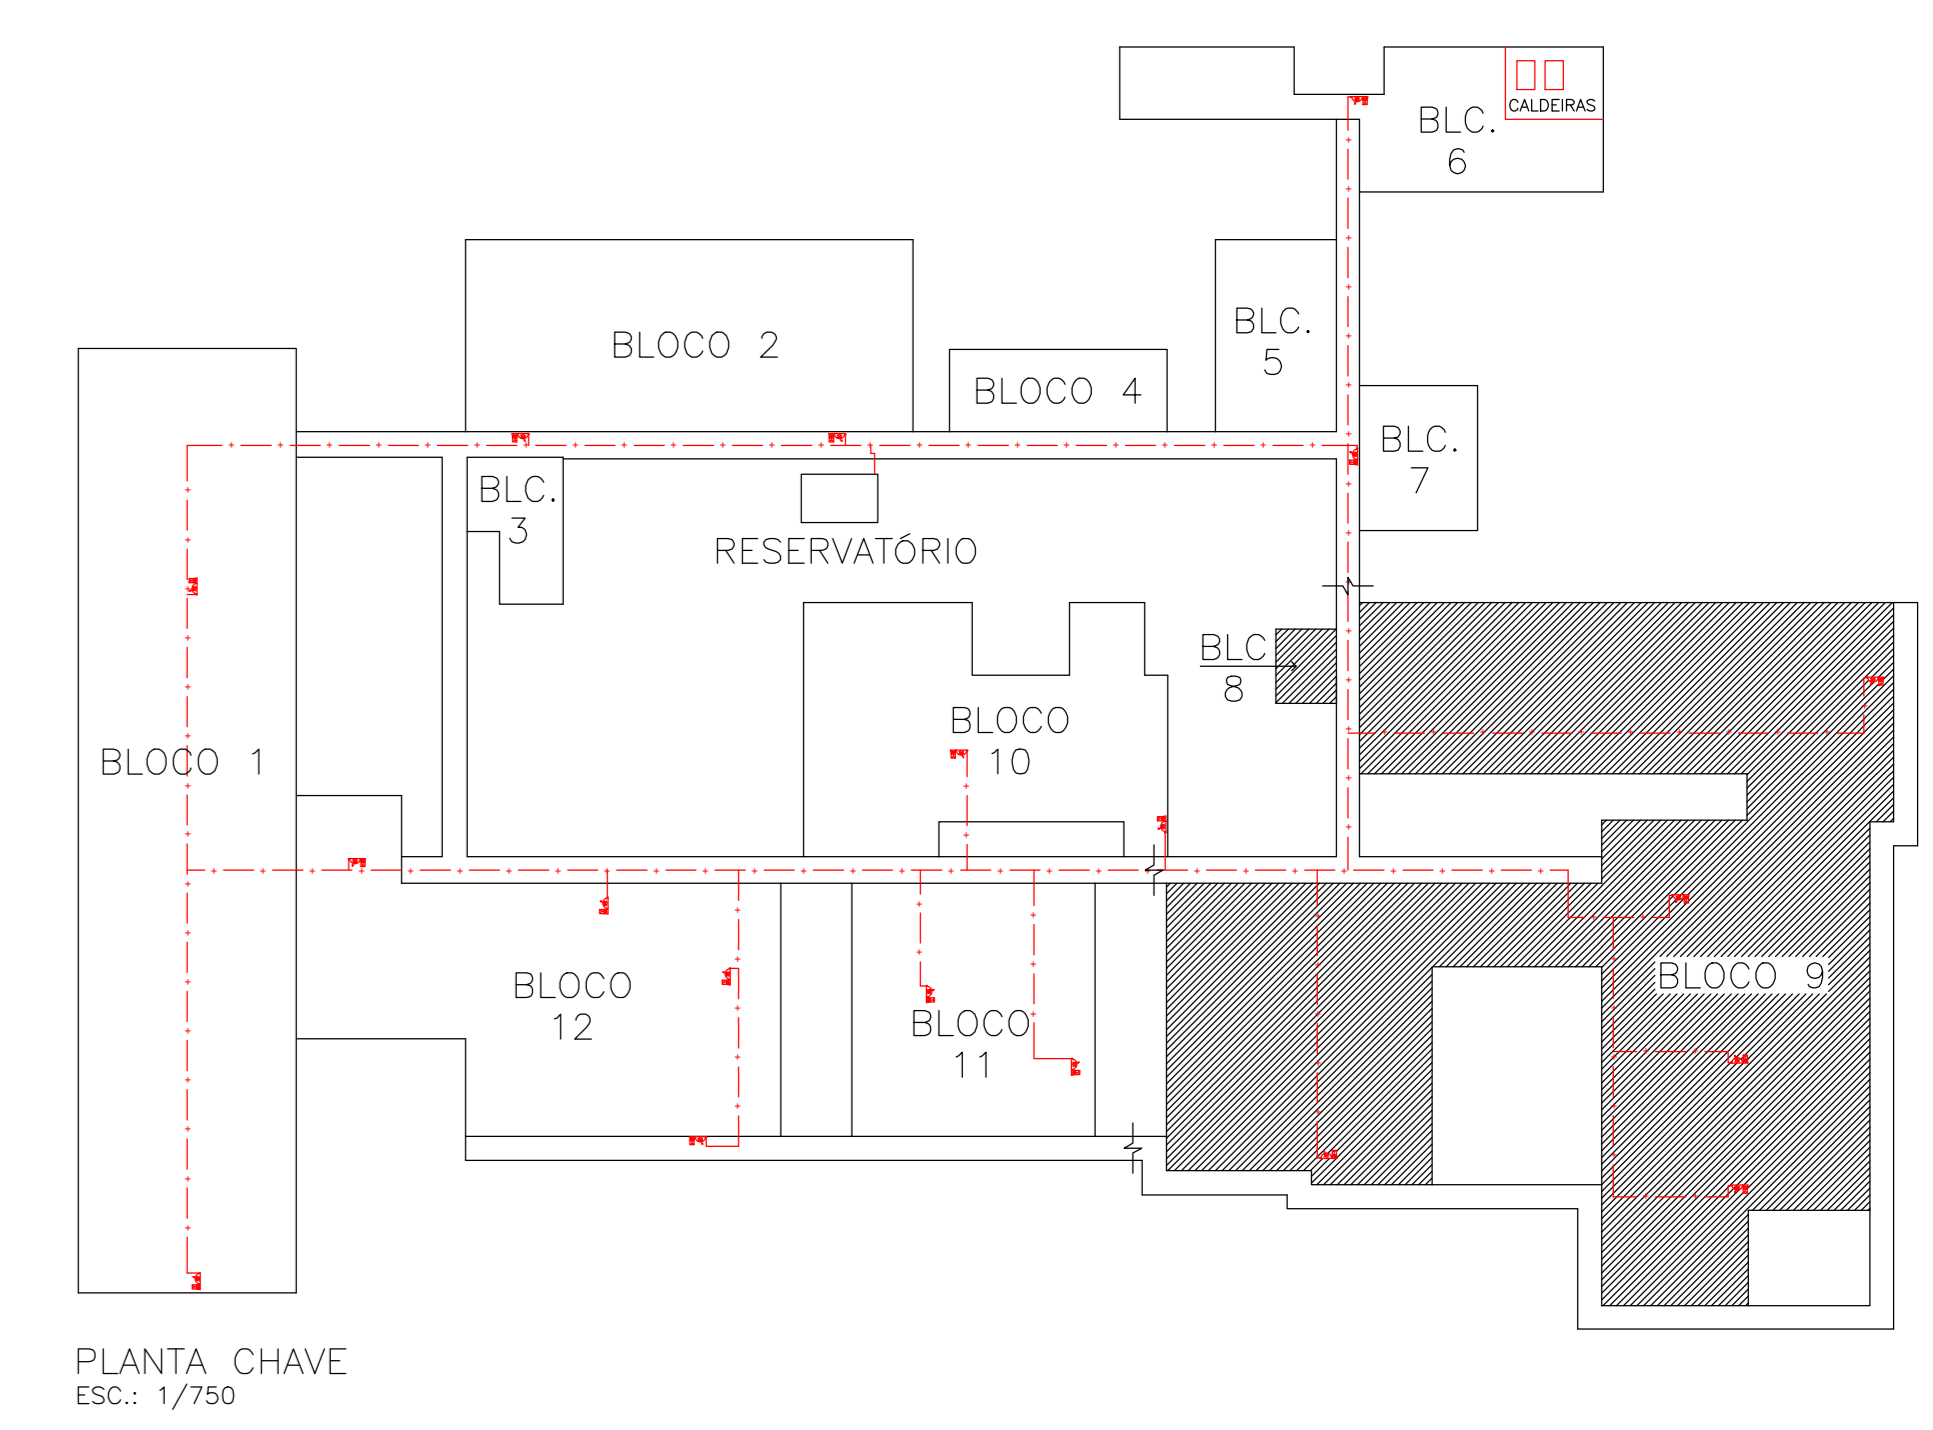 CALDEIRAS
BLC.
6
BLOCO 2
BLC.
5
BLOCO 4
BLC.
7
BLC.
3
RESERVATÓRIO
BLC
8
BLOCO
10
BLOCO 1
BLOCO
12
BLOCO
11
BLOCO 9
PLANTA CHAVE
ESC.: 1/750